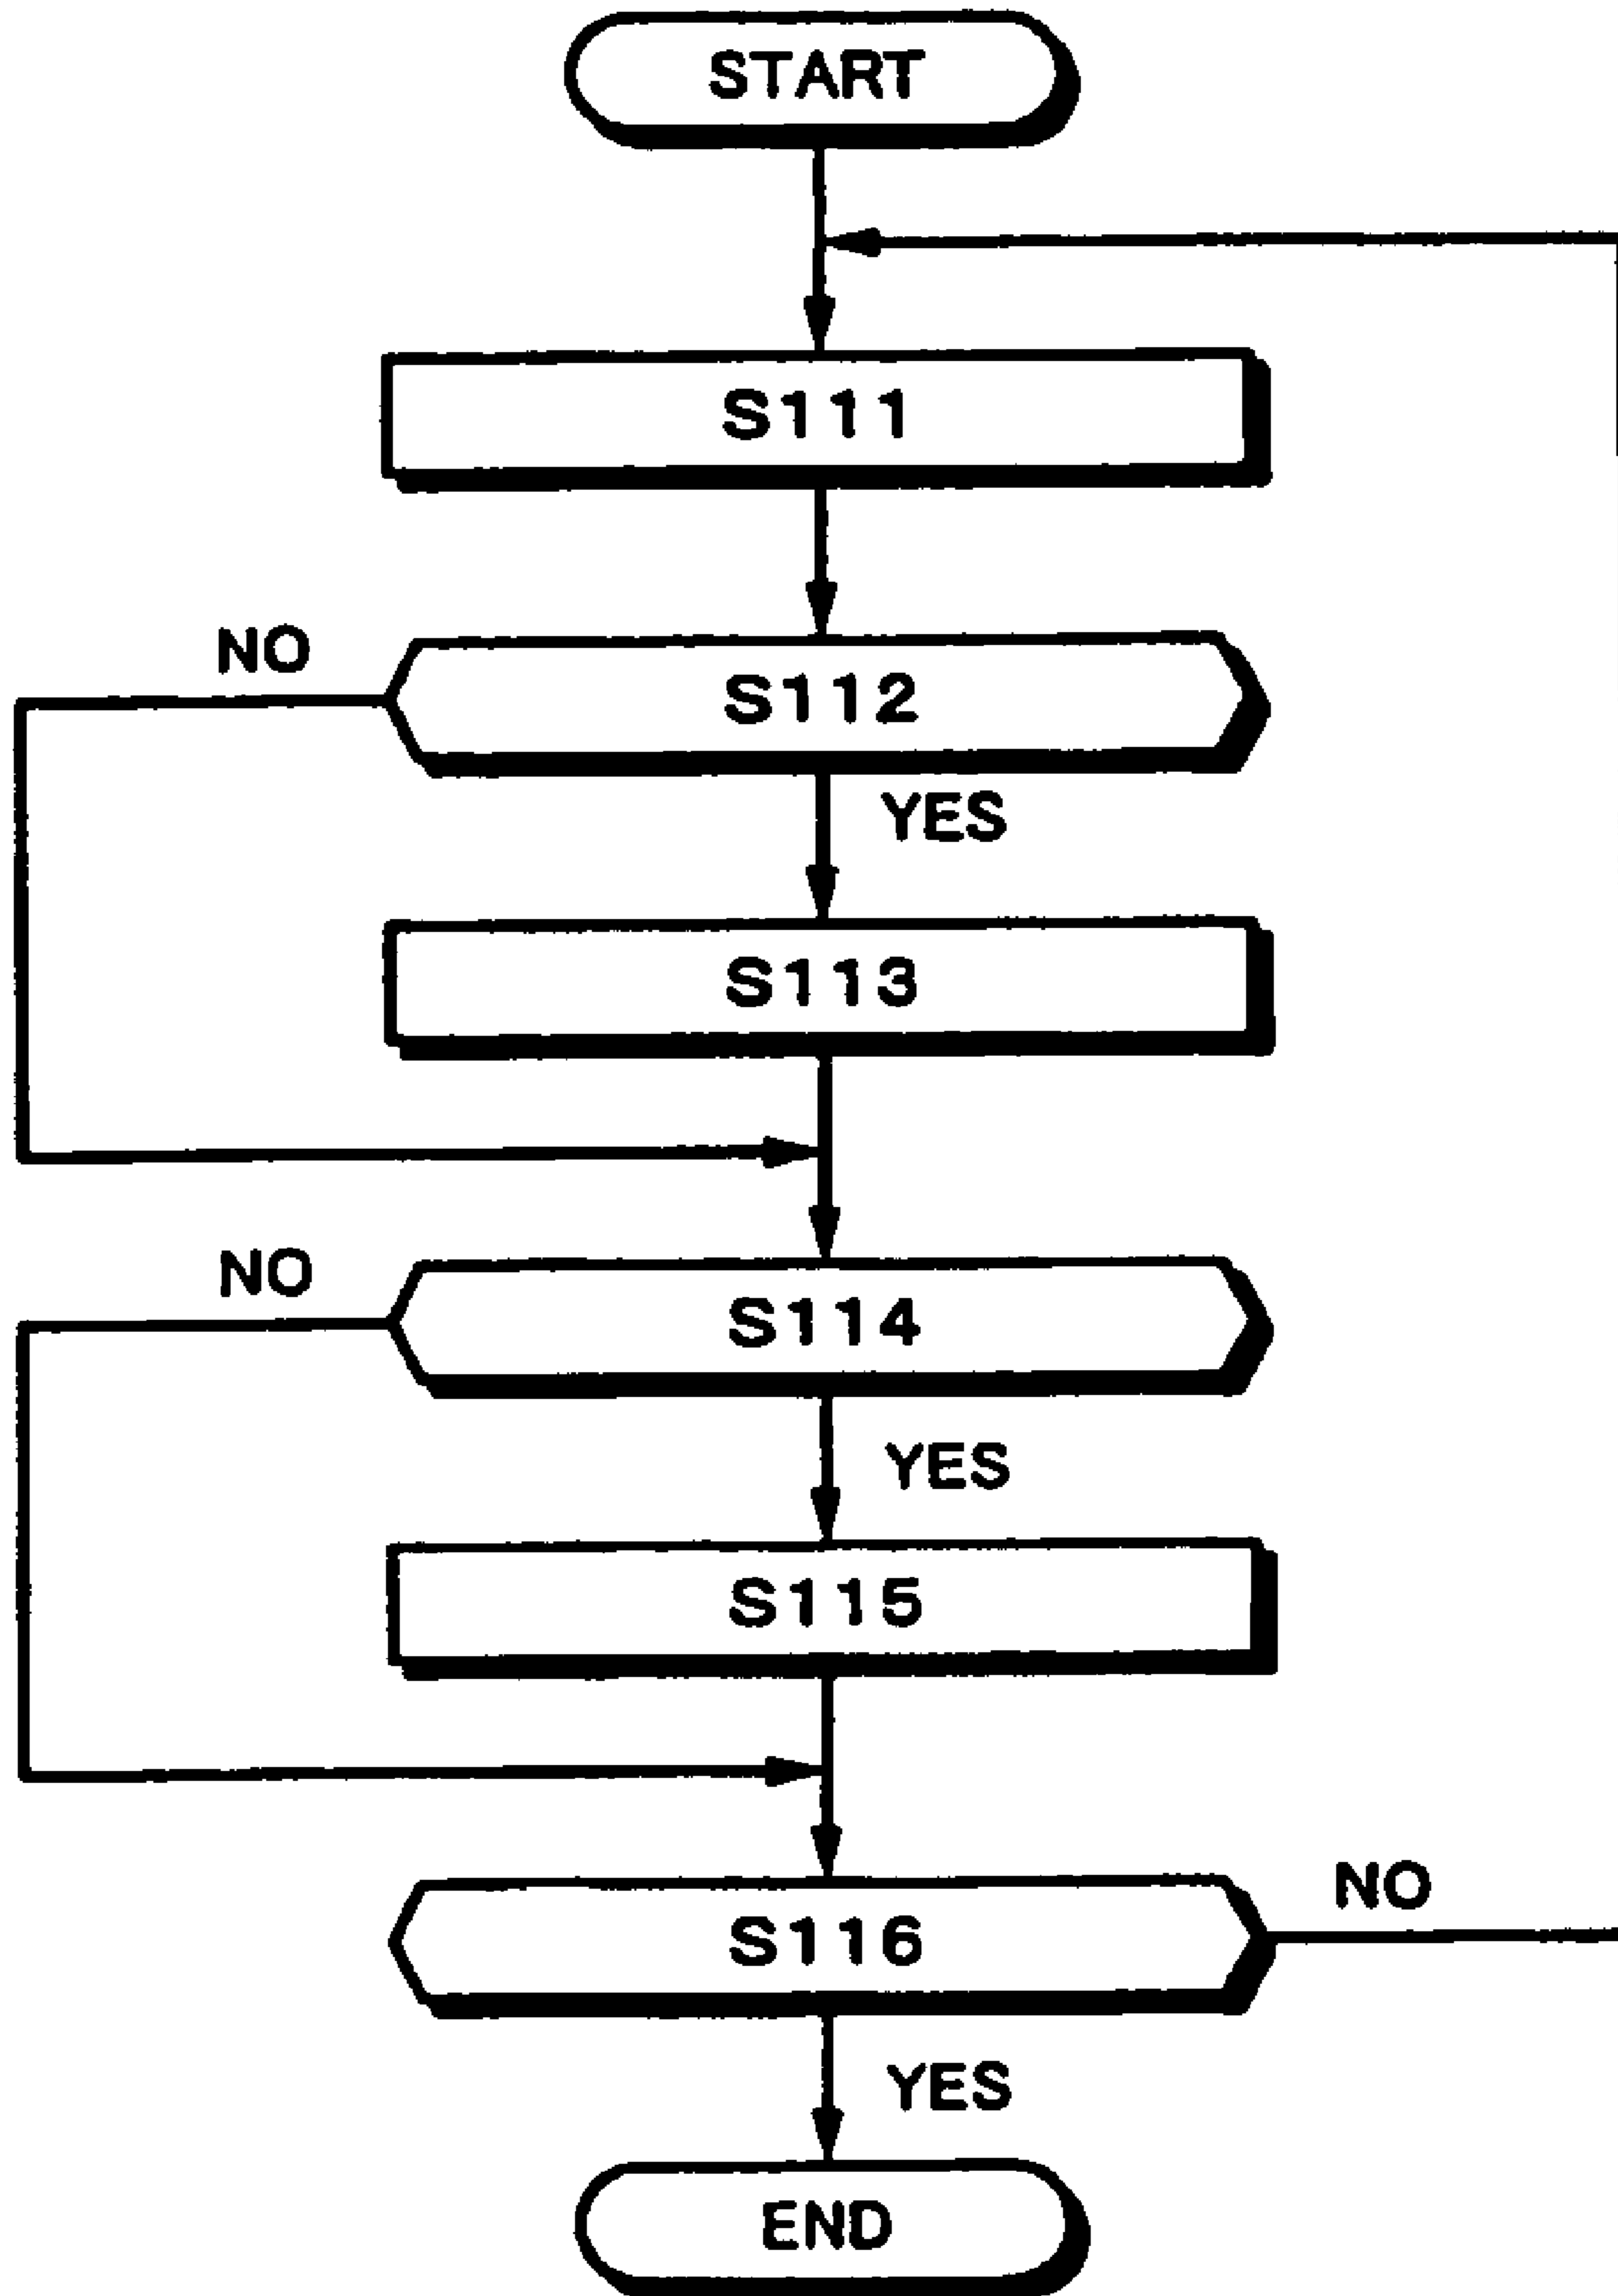 START
S111
NO
S112
YES
S113
NO
S114
YES
S115
NO
S116
YES
END